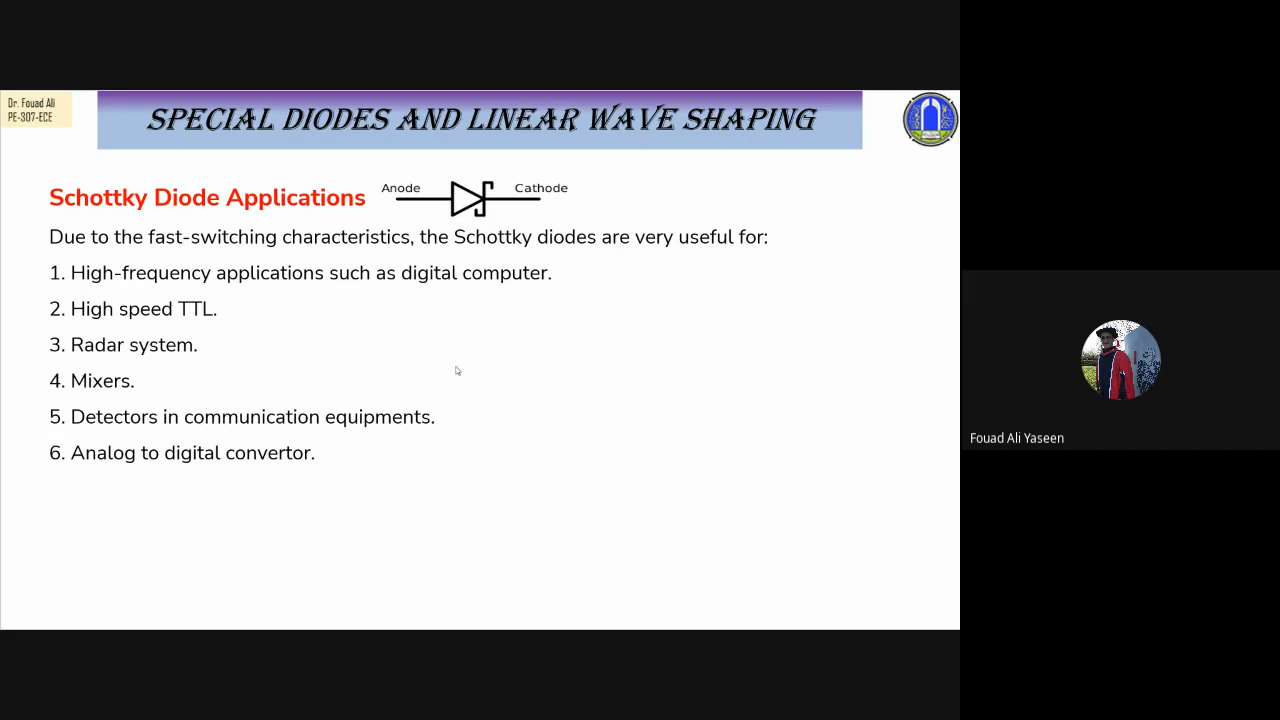 Dr. Fouad Ali
PE-307-ECE
SPECIAL DIODES AND LINEAR WAVE SHAPING
Schottky Diode Applications
Anode
Cathode
Due to the fast-switching characteristics, the Schottky diodes are very useful for:
1. High-frequency applications such as digital computer.
2. High speed TTL.
3. Radar system.
4. Mixers.
5. Detectors in communication equipments.
6. Analog to digital convertor.
Fouad Ali Yaseen